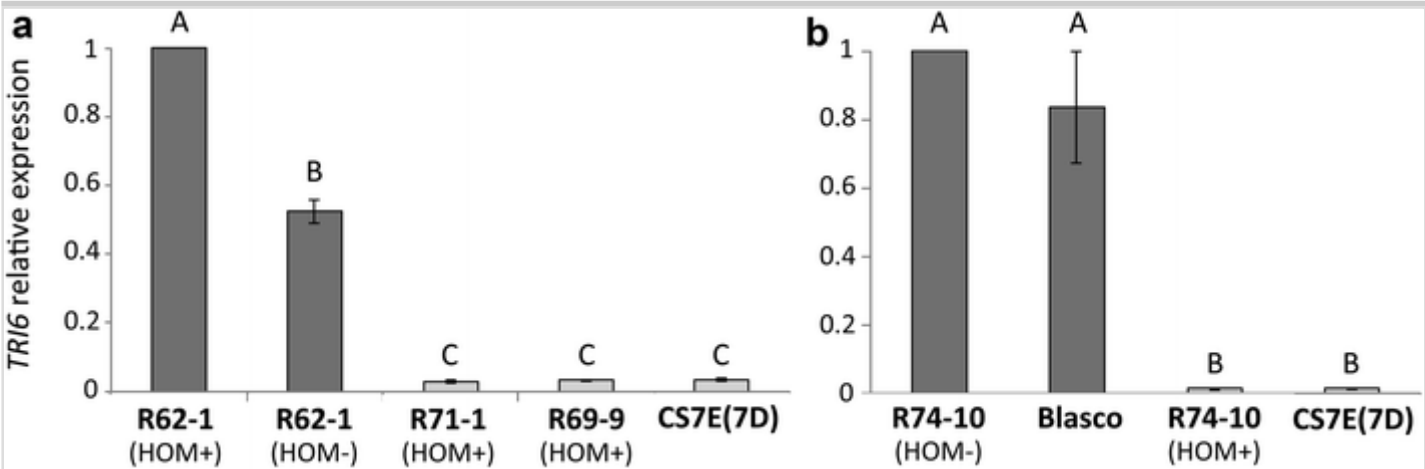 a
TRI6 relative expression
1
0.8
0.6
0.4
0.2
0
A
B
C
C
C
R62-1
(HOM+)
R62-1
(HOM-)
R71-1
(HOM+)
R69-9
(HOM+)
CS7E(7D)
b
1
0.8
0.6
0.4
0.2
0
A
A
B
B
R74-10
(HOM-)
Blasco
R74-10
(HOM+)
CS7E(7D)